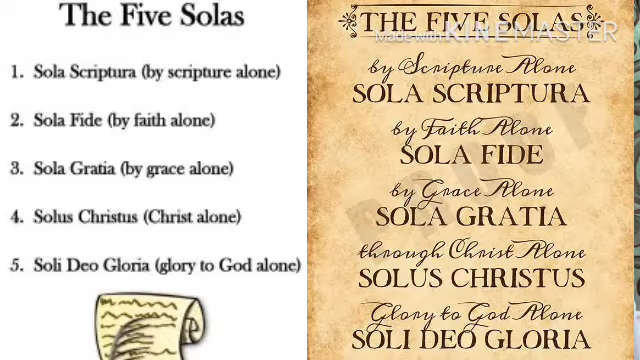 The Five Solas
1. Sola Scriptura (by scripture alone)
2. Sola Fide (by faith alone)
3. Sola Gratia (by grace alone)
4. Solus Christus (Christ alone)
5. Soli Deo Gloria (glory to God alone)
THE FIVE SOLAS
Made with KINEMASTER
by Scripture Alone
SOLA SCRIPTURA
by Faith Alone
SOLA FIDE
by Grace Alone
SOLA GRATIA
through Christ Alone
SOLUS CHRISTUS
Glory to God Alone
SOLI DEO GLORIA